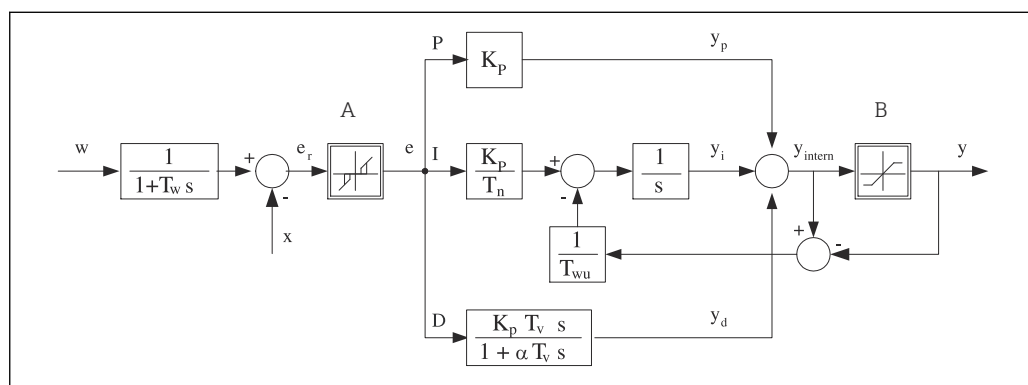 P
y_p
K_P
A
B
w
1
1+T_w s
+
-
x
e_r
e
I
K_P
T_n
+
-
1
s
y_i
y_intern
y
1
T_wu
+
-
D
K_p T_v s
1 + α T_v s
y_d